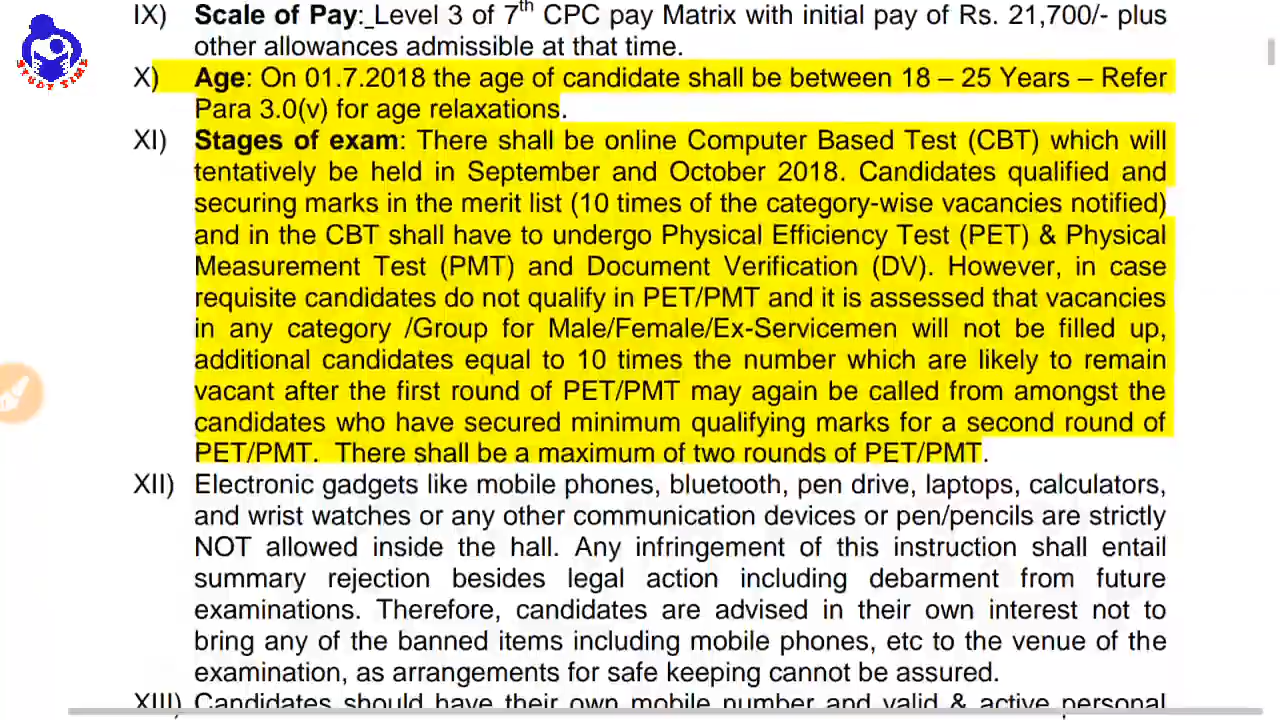 IX) Scale of Pay: Level 3 of 7th CPC pay Matrix with initial pay of Rs. 21,700/- plus
other allowances admissible at that time.
X) Age: On 01.7.2018 the age of candidate shall be between 18 – 25 Years – Refer
Para 3.0(v) for age relaxations.
XI) Stages of exam: There shall be online Computer Based Test (CBT) which will
tentatively be held in September and October 2018. Candidates qualified and
securing marks in the merit list (10 times of the category-wise vacancies notified)
and in the CBT shall have to undergo Physical Efficiency Test (PET) & Physical
Measurement Test (PMT) and Document Verification (DV). However, in case
requisite candidates do not qualify in PET/PMT and it is assessed that vacancies
in any category /Group for Male/Female/Ex-Servicemen will not be filled up,
additional candidates equal to 10 times the number which are likely to remain
vacant after the first round of PET/PMT may again be called from amongst the
candidates who have secured minimum qualifying marks for a second round of
PET/PMT. There shall be a maximum of two rounds of PET/PMT.
XII) Electronic gadgets like mobile phones, bluetooth, pen drive, laptops, calculators,
and wrist watches or any other communication devices or pen/pencils are strictly
NOT allowed inside the hall. Any infringement of this instruction shall entail
summary rejection besides legal action including debarment from future
examinations. Therefore, candidates are advised in their own interest not to
bring any of the banned items including mobile phones, etc to the venue of the
examination, as arrangements for safe keeping cannot be assured.
XIII) Candidates should have their own mobile number and valid & active personal
STUDY TIME